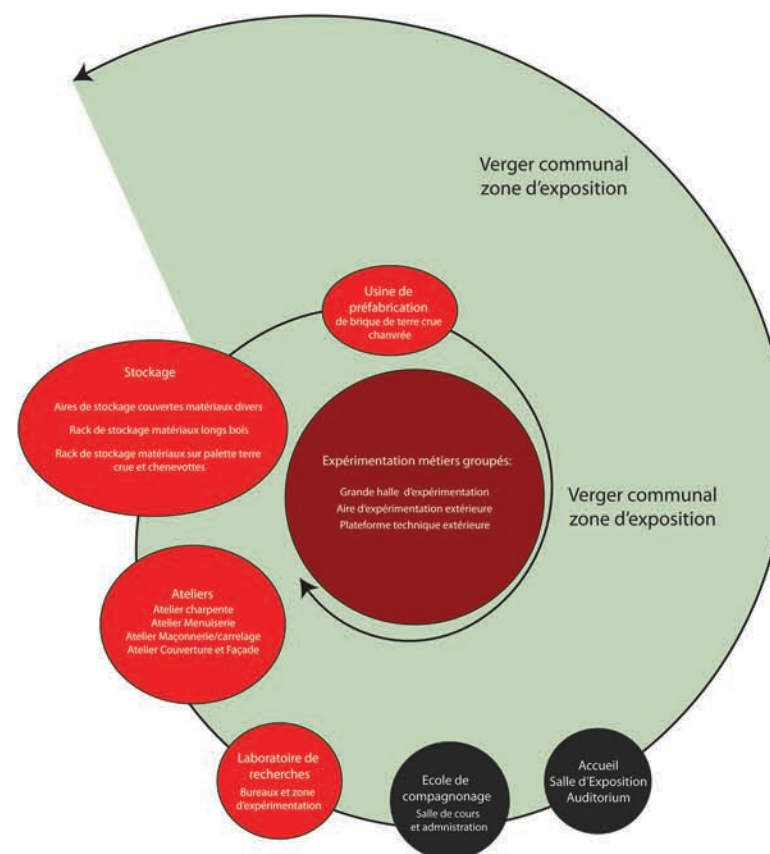 Verger communal
zone d'exposition
Usine de
préfabrication
de brique de terre crue
chanvrée
Stockage
Aires de stockage couvertes matériaux divers
Rack de stockage matériaux longs bois
Rack de stockage matériaux sur palette terre
crue et chenevottes
Expérimentation métiers groupés:
Grande halle d'expérimentation
Aire d'expérimentation extérieure
Plateforme technique extérieure
Verger communal
zone d'exposition
Ateliers
Atelier charpente
Atelier Menuiserie
Atelier Maçonnerie/carrelage
Atelier Couverture et Façade
Laboratoire de
recherches
Bureaux et zone
d'expérimentation
Ecole de
compagnonage
Salle de cours
et admnistration
Accueil
Salle d'Exposition
Auditorium